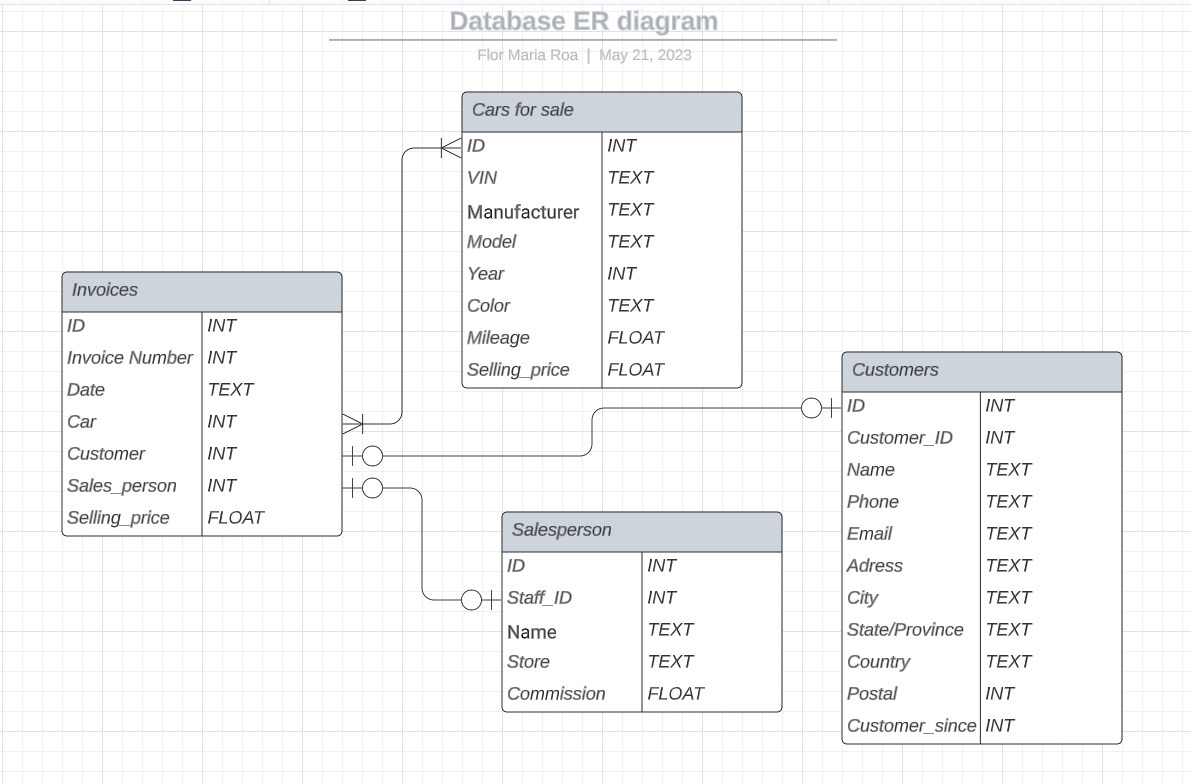 Database ER diagram
Flor Maria Roa | May 21, 2023
Cars for sale
ID INT
VIN TEXT
Manufacturer TEXT
Model TEXT
Year INT
Color TEXT
Mileage FLOAT
Selling_price FLOAT
Invoices
ID INT
Invoice Number INT
Date TEXT
Car INT
Customer INT
Sales_person INT
Selling_price FLOAT
Customers
ID INT
Customer_ID INT
Name TEXT
Phone TEXT
Email TEXT
Adress TEXT
City TEXT
State/Province TEXT
Country TEXT
Postal INT
Customer_since INT
Salesperson
ID INT
Staff_ID INT
Name TEXT
Store TEXT
Commission FLOAT